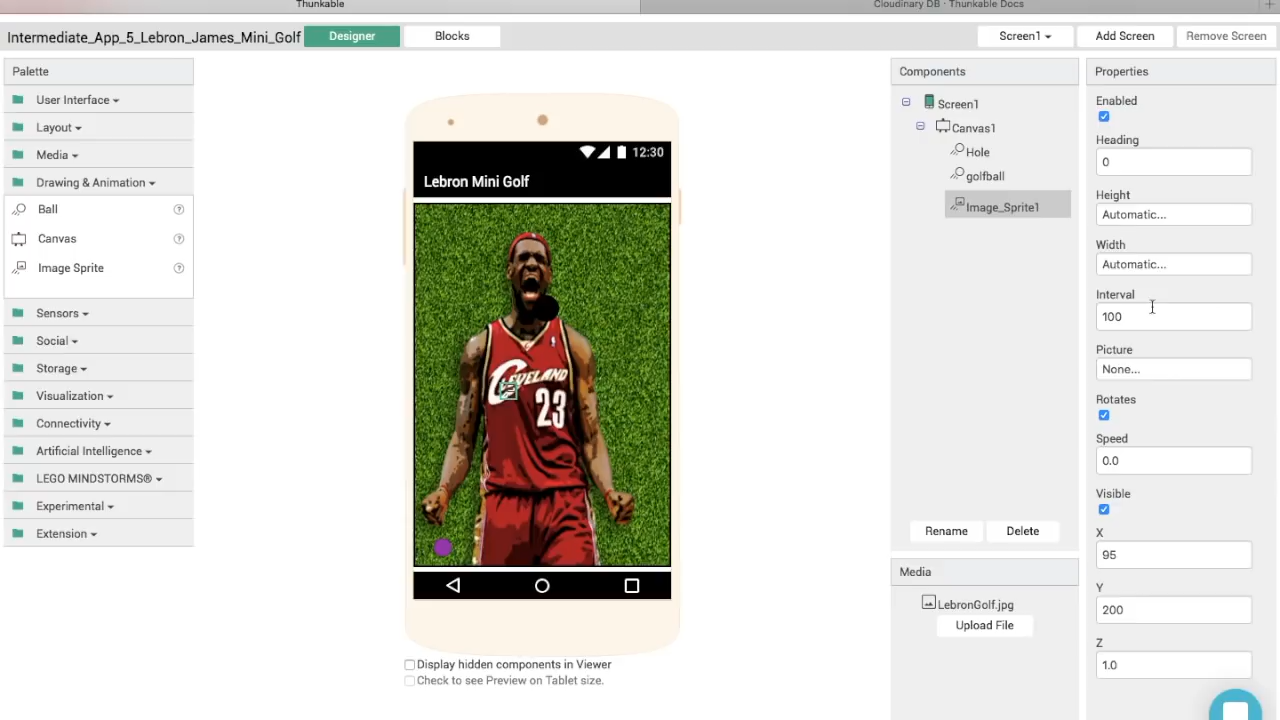 Thunkable
Cloudinary DB · Thunkable Docs
Intermediate_App_5_Lebron_James_Mini_Golf
Designer
Blocks
Screen1
Add Screen
Remove Screen
Palette
User Interface
Layout
Media
Drawing & Animation
Ball
Canvas
Image Sprite
Sensors
Social
Storage
Visualization
Connectivity
Artificial Intelligence
LEGO MINDSTORMS®
Experimental
Extension
12:30
Lebron Mini Golf
CLEVELAND
23
Display hidden components in Viewer
Check to see Preview on Tablet size.
Components
Screen1
Canvas1
Hole
golfball
Image_Sprite1
Rename
Delete
Media
LebronGolf.jpg
Upload File
Properties
Enabled
Heading
0
Height
Automatic...
Width
Automatic...
Interval
100
Picture
None...
Rotates
Speed
0.0
Visible
X
95
Y
200
Z
1.0